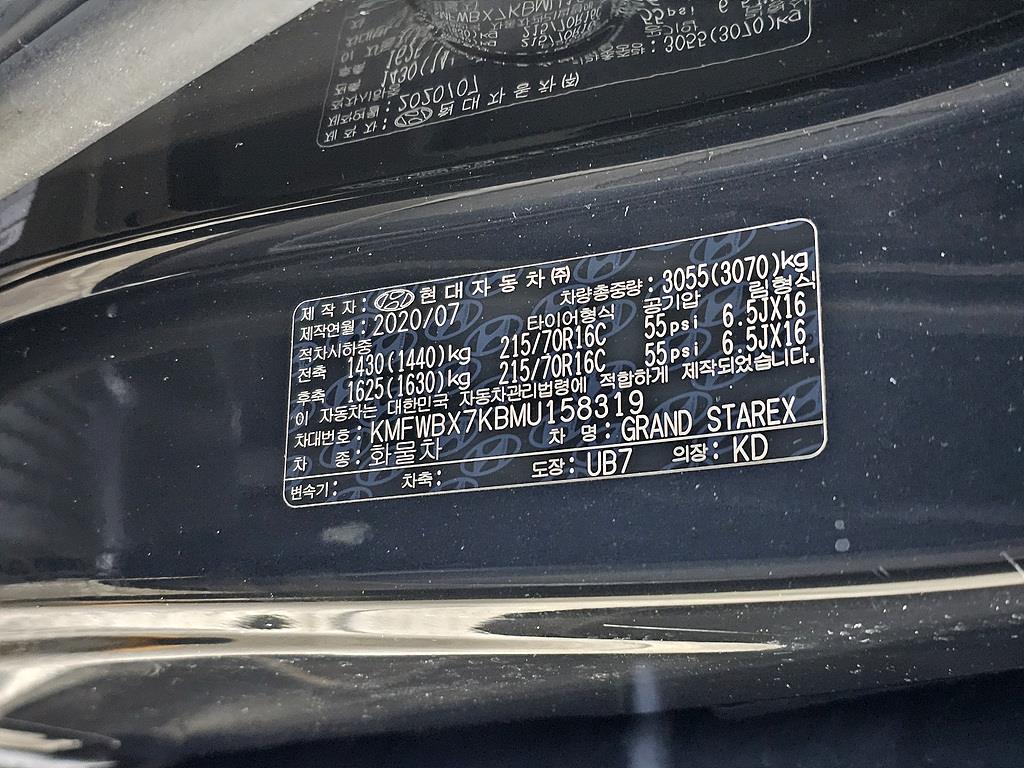 제 작 자 : 현대자동차㈜
제작연월 : 2020/07 차량총중량 : 3055(3070)kg
적차시하중 타이어형식 공기압 림형식
전축 1430(1440)kg 215/70R16C 55psi 6.5JX16
후축 1625(1630)kg 215/70R16C 55psi 6.5JX16
이 자동차는 대한민국 자동차관리법령에 적합하게 제작되었습니다.
차대번호 : KMFWBX7KBMU158319
차 종 : 화물차 차 명 : GRAND STAREX
변속기 : 차축 : 도장 : UB7 의장 : KD